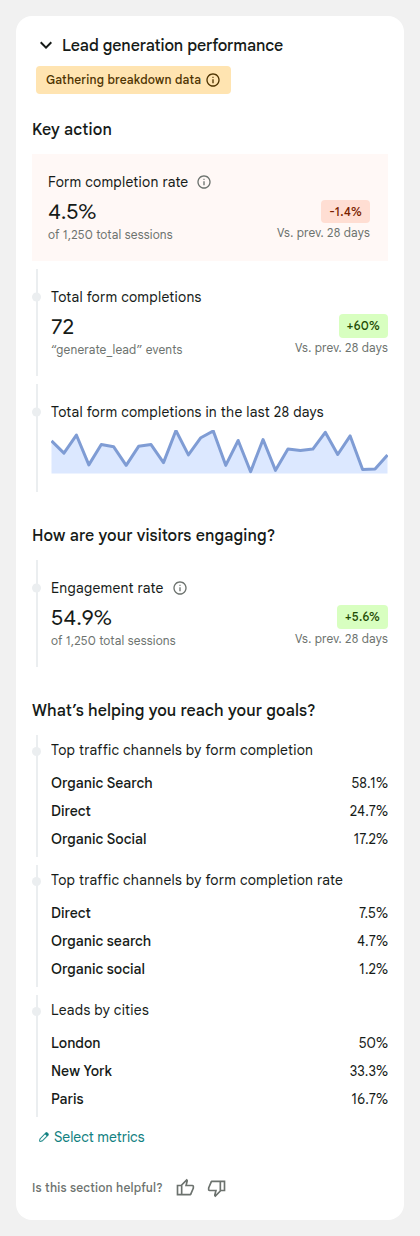 Lead generation performance
Gathering breakdown data
Key action
Form completion rate
4.5%
-1.4%
of 1,250 total sessions
Vs. prev. 28 days
Total form completions
72
+60%
“generate_lead” events
Vs. prev. 28 days
Total form completions in the last 28 days
How are your visitors engaging?
Engagement rate
54.9%
+5.6%
of 1,250 total sessions
Vs. prev. 28 days
What’s helping you reach your goals?
Top traffic channels by form completion
Organic Search 58.1%
Direct 24.7%
Organic Social 17.2%
Top traffic channels by form completion rate
Direct 7.5%
Organic search 4.7%
Organic social 1.2%
Leads by cities
London 50%
New York 33.3%
Paris 16.7%
Select metrics
Is this section helpful?